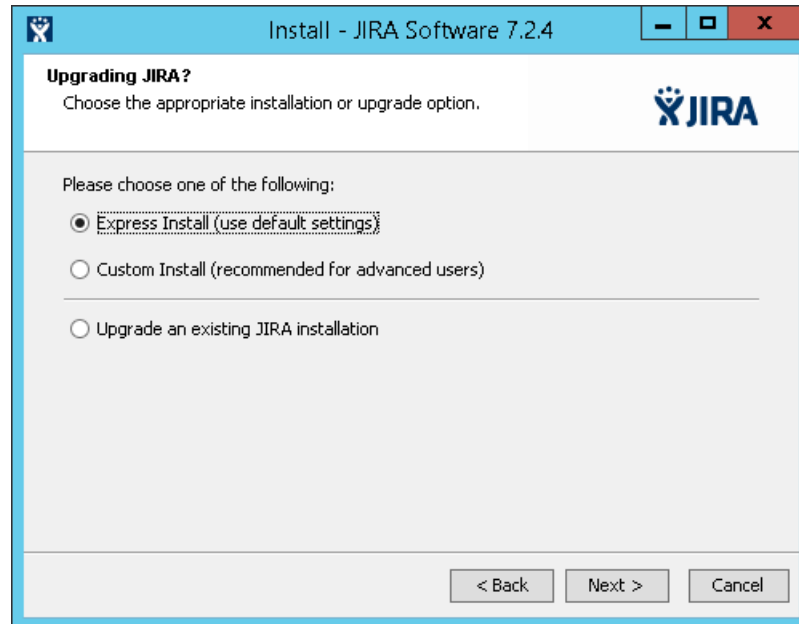 Install - JIRA Software 7.2.4
Upgrading JIRA?
Choose the appropriate installation or upgrade option.
JIRA
Please choose one of the following:
Express Install (use default settings)
Custom Install (recommended for advanced users)
Upgrade an existing JIRA installation
< Back Next > Cancel